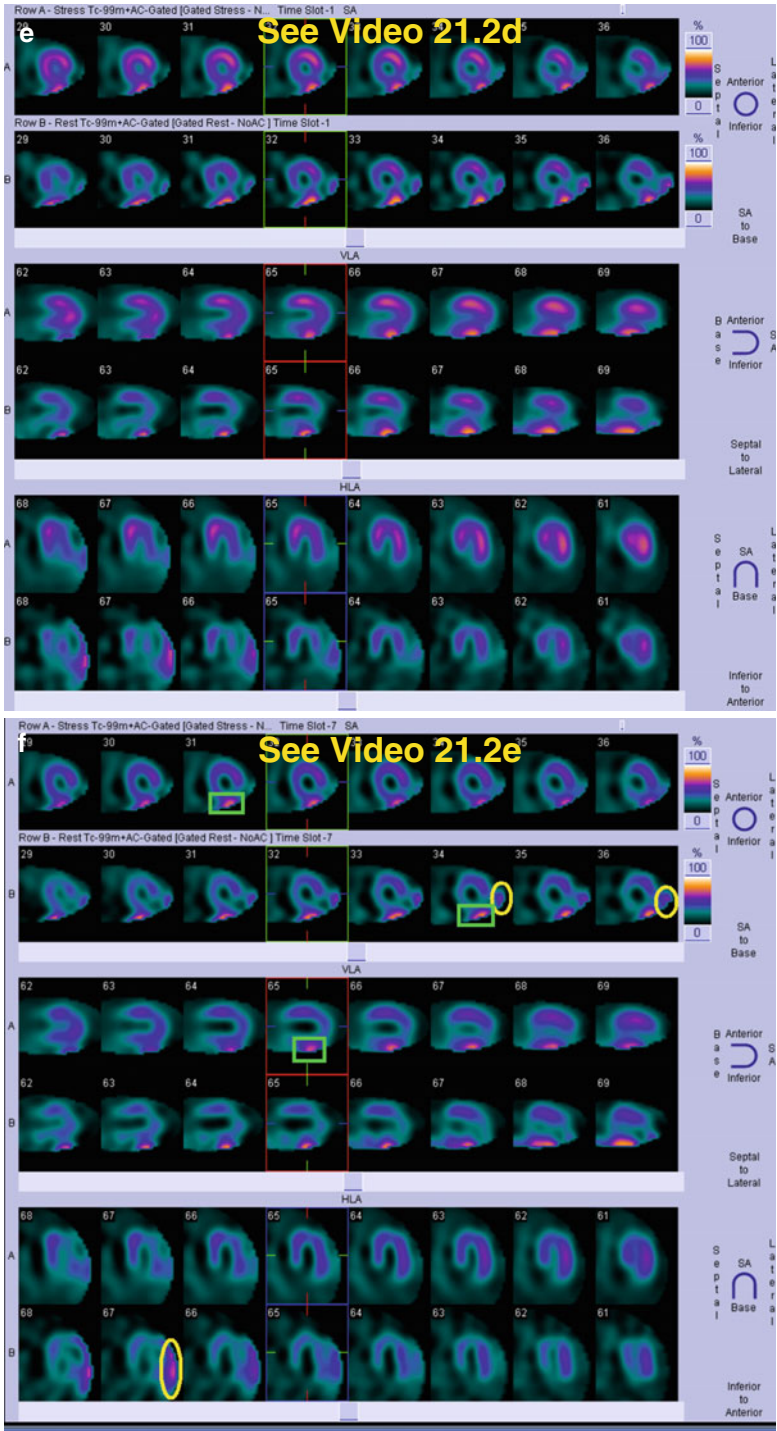 Row A - Stress Tc-99m+AC-Gated [Gated Stress - N... Time Slot-1 SA
e
See Video 21.2d
29 30 31 36
A
Row B - Rest Tc-99m+AC-Gated [Gated Rest - NoAC ] Time Slot-1
29 30 31 32 33 34 35 36
B
%
100
0
%
100
0
Septal
Anterior
Inferior
Lateral
SA
to
Base
VLA
62 63 64 65 66 67 68 69
A
62 63 64 65 66 67 68 69
B
Base
Anterior
Inferior
SA
Septal
to
Lateral
HLA
68 67 66 65 64 63 62 61
A
68 67 66 65 64 63 62 61
B
Septal
SA
Base
Lateral
Inferior
to
Anterior
Row A - Stress Tc-99m+AC-Gated [Gated Stress - N... Time Slot-7 SA
f
See Video 21.2e
29 30 31 36
A
Row B - Rest Tc-99m+AC-Gated [Gated Rest - NoAC ] Time Slot-7
29 30 31 32 33 34 35 36
B
%
100
0
%
100
0
Septal
Anterior
Inferior
Lateral
SA
to
Base
VLA
62 63 64 65 66 67 68 69
A
62 63 64 65 66 67 68 69
B
Base
Anterior
Inferior
SA
Septal
to
Lateral
HLA
68 67 66 65 64 63 62 61
A
68 67 66 65 64 63 62 61
B
Septal
SA
Base
Lateral
Inferior
to
Anterior